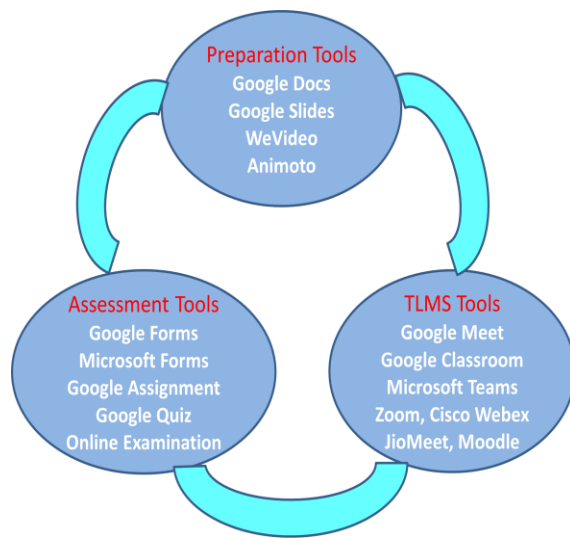 Preparation Tools
Google Docs
Google Slides
WeVideo
Animoto
Assessment Tools
Google Forms
Microsoft Forms
Google Assignment
Google Quiz
Online Examination
TLMS Tools
Google Meet
Google Classroom
Microsoft Teams
Zoom, Cisco Webex
JioMeet, Moodle